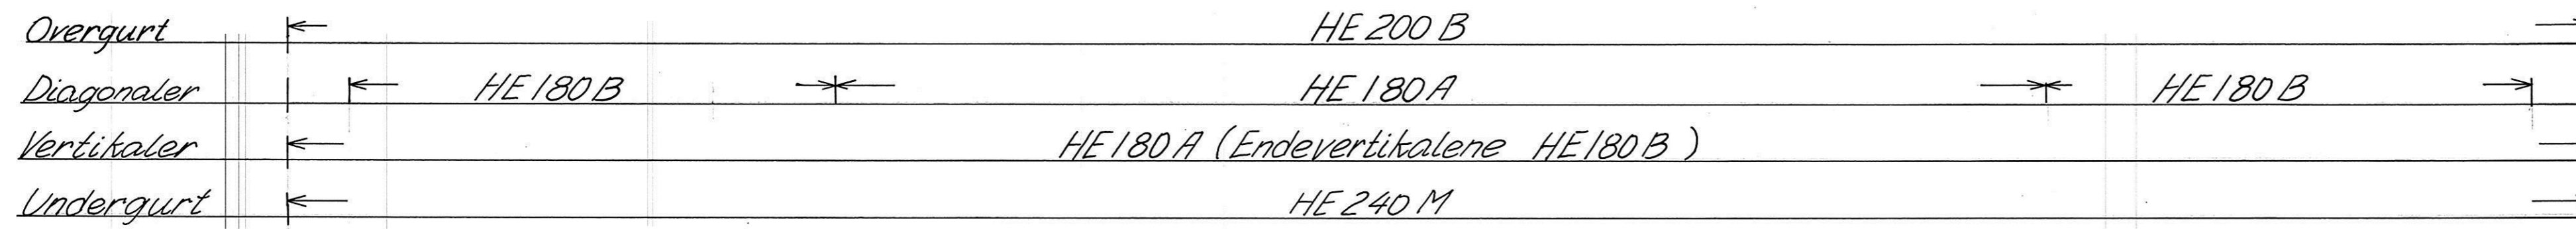 Overgurt HE 200 B
Diagonaler HE 180 B HE 180 A HE 180 B
Vertikaler HE 180 A (Endevertikalene HE 180 B )
Undergurt HE 240 M